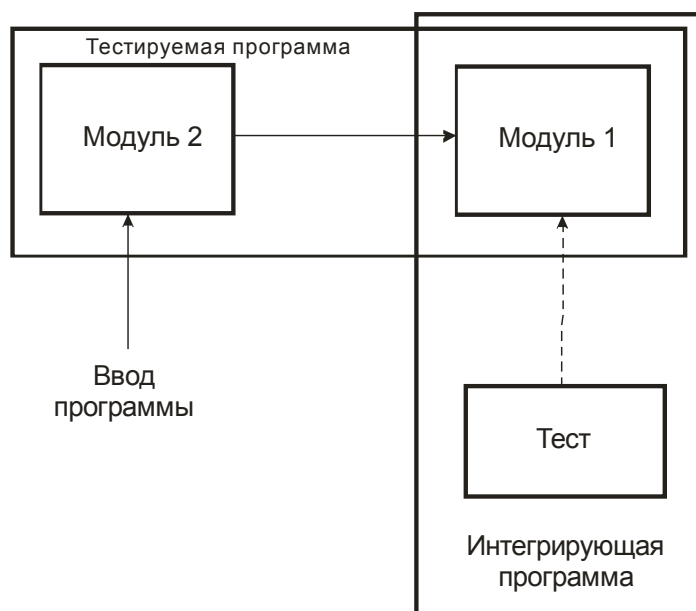 Тестируемая программа
Модуль 2
Модуль 1
Ввод
программы
Тест
Интегрирующая
программа